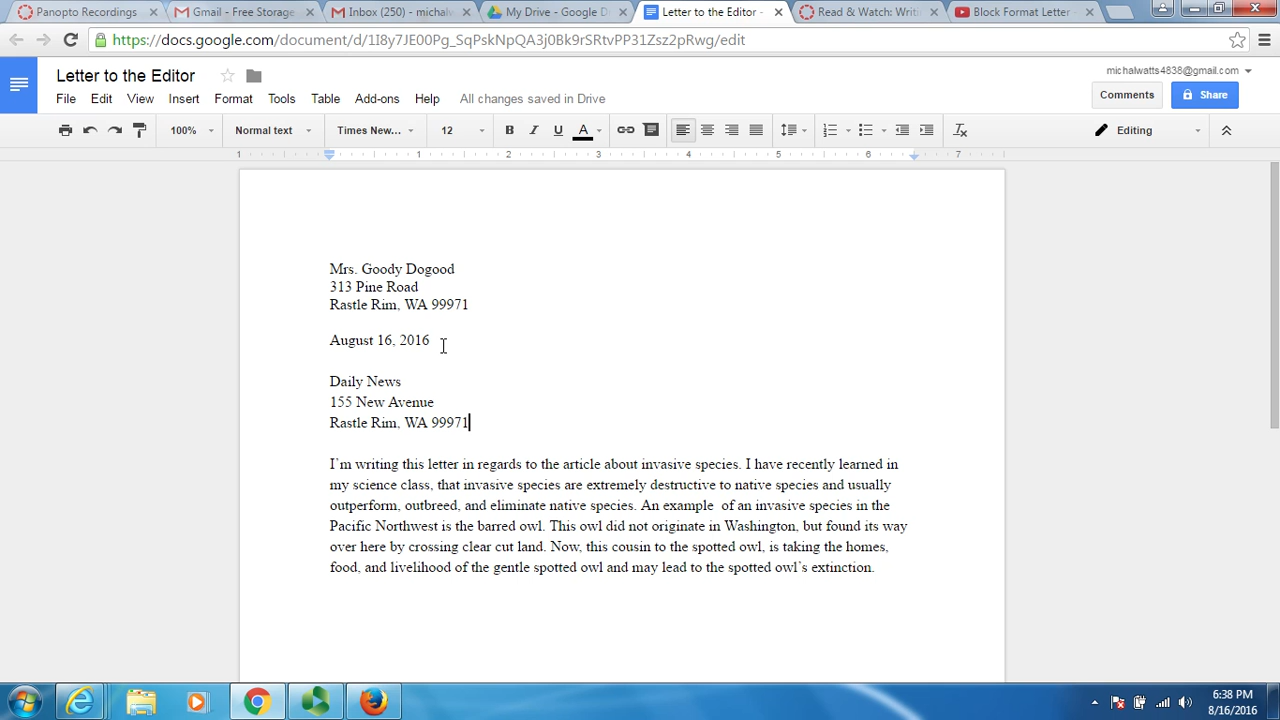 Panopto Recordings
Gmail - Free Storage
Inbox (250) - michalw
My Drive - Google D
Letter to the Editor -
Read & Watch: Writi
Block Format Letter
https://docs.google.com/document/d/1I8y7JE00Pg_SqPskNpQA3j0Bk9rSRtvPP31Zsz2pRwg/edit
Letter to the Editor
michalwatts4838@gmail.com
File Edit View Insert Format Tools Table Add-ons Help All changes saved in Drive
Comments Share
100% Normal text Times New... 12 B I U A Editing
1 1 2 3 4 5 6 7
Mrs. Goody Dogood
313 Pine Road
Rastle Rim, WA 99971
August 16, 2016
Daily News
155 New Avenue
Rastle Rim, WA 99971
I’m writing this letter in regards to the article about invasive species. I have recently learned in
my science class, that invasive species are extremely destructive to native species and usually
outperform, outbreed, and eliminate native species. An example  of an invasive species in the
Pacific Northwest is the barred owl. This owl did not originate in Washington, but found its way
over here by crossing clear cut land. Now, this cousin to the spotted owl, is taking the homes,
food, and livelihood of the gentle spotted owl and may lead to the spotted owl’s extinction.
6:38 PM
8/16/2016